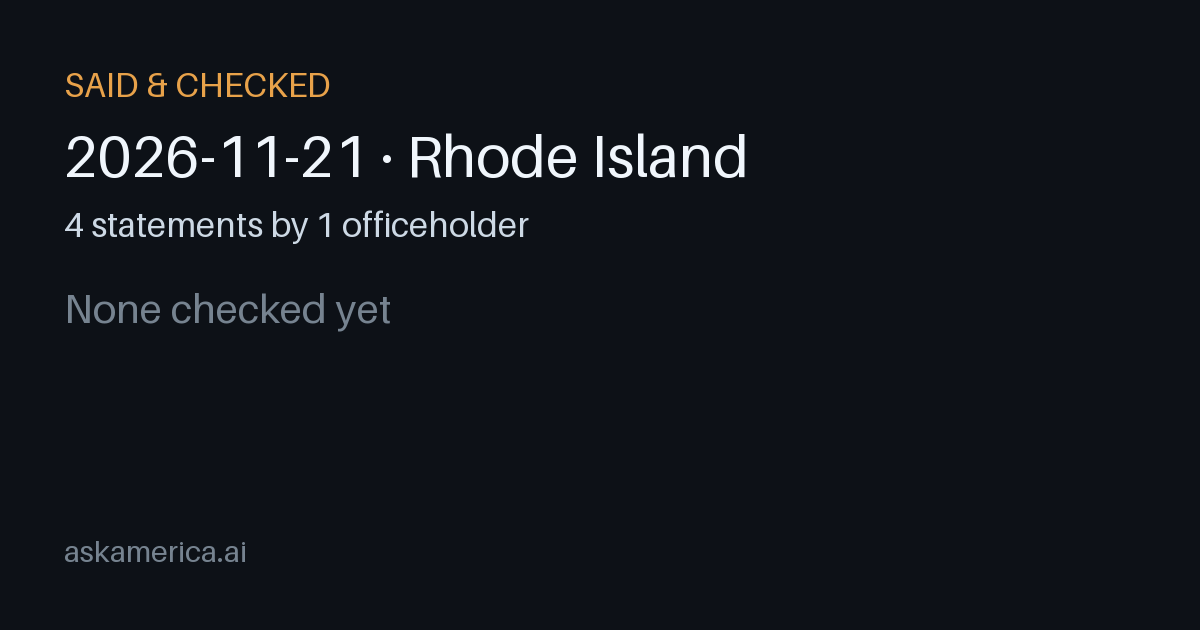 SAID & CHECKED
2026-11-21 · Rhode Island
4 statements by 1 officeholder
None checked yet
askamerica.ai